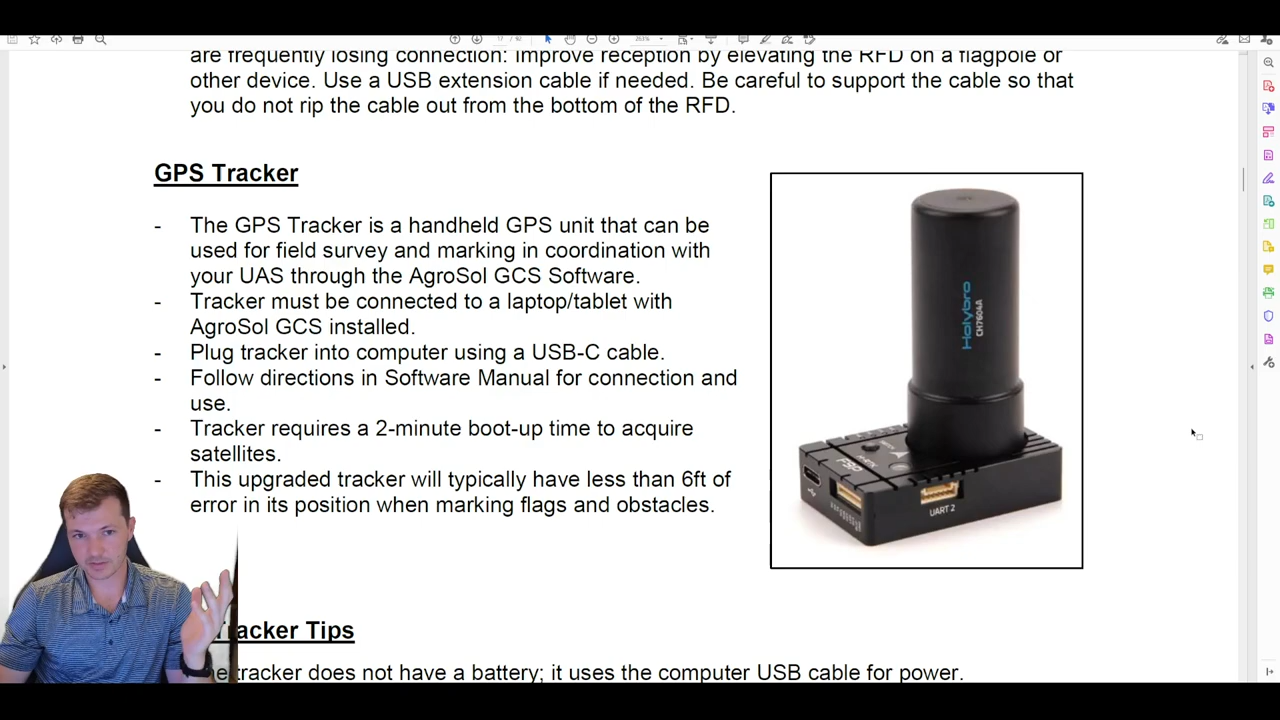 are frequently losing connection: Improve reception by elevating the RFD on a flagpole or
other device. Use a USB extension cable if needed. Be careful to support the cable so that
you do not rip the cable out from the bottom of the RFD.
GPS Tracker
- The GPS Tracker is a handheld GPS unit that can be
used for field survey and marking in coordination with
your UAS through the AgroSol GCS Software.
- Tracker must be connected to a laptop/tablet with
AgroSol GCS installed.
- Plug tracker into computer using a USB-C cable.
- Follow directions in Software Manual for connection and
use.
- Tracker requires a 2-minute boot-up time to acquire
satellites.
- This upgraded tracker will typically have less than 6ft of
error in its position when marking flags and obstacles.
Holybro
CH7604A
F9P
UART 2
Tracker Tips
tracker does not have a battery; it uses the computer USB cable for power.